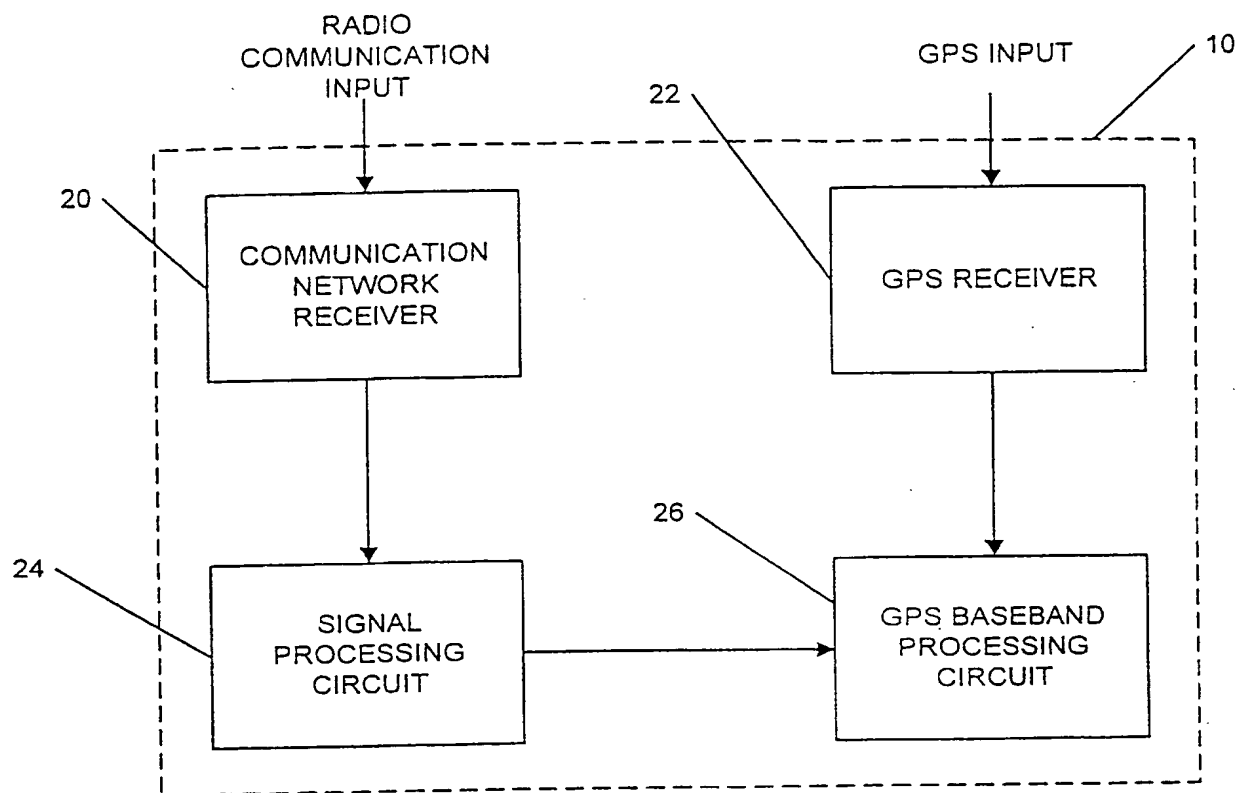 RADIO
COMMUNICATION
INPUT
GPS INPUT
10
22
20
COMMUNICATION
NETWORK
RECEIVER
GPS RECEIVER
26
24
SIGNAL
PROCESSING
CIRCUIT
GPS BASEBAND
PROCESSING
CIRCUIT